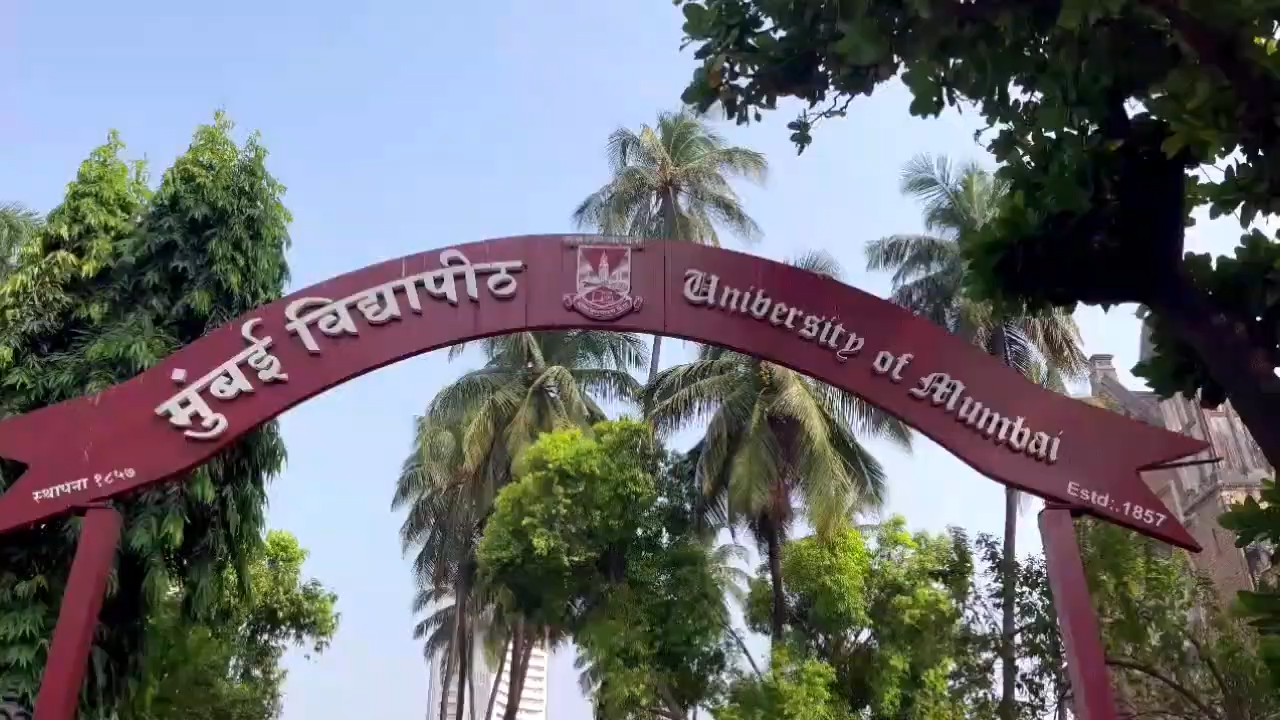 मुंबई विद्यापीठ
University of Mumbai
स्थापना १८५७
Estd:.1857